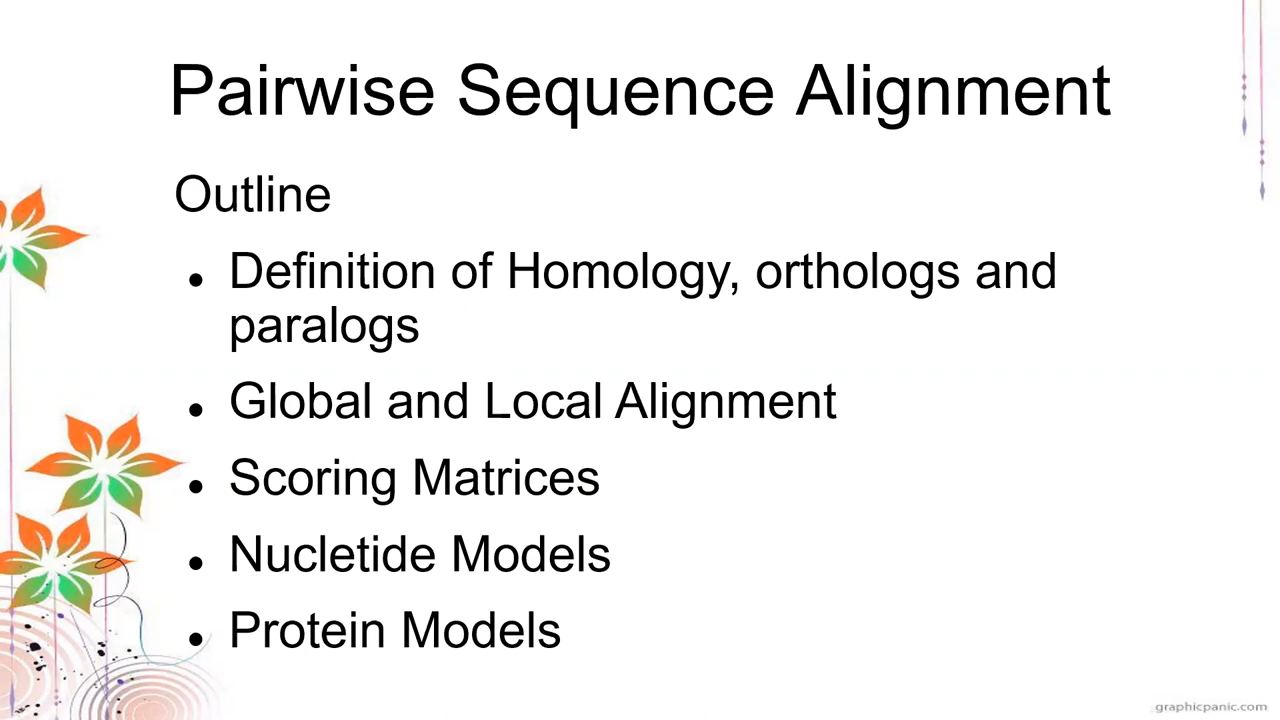 Pairwise Sequence Alignment
Outline
● Definition of Homology, orthologs and
paralogs
● Global and Local Alignment
● Scoring Matrices
● Nucletide Models
● Protein Models
graphicpanic.com